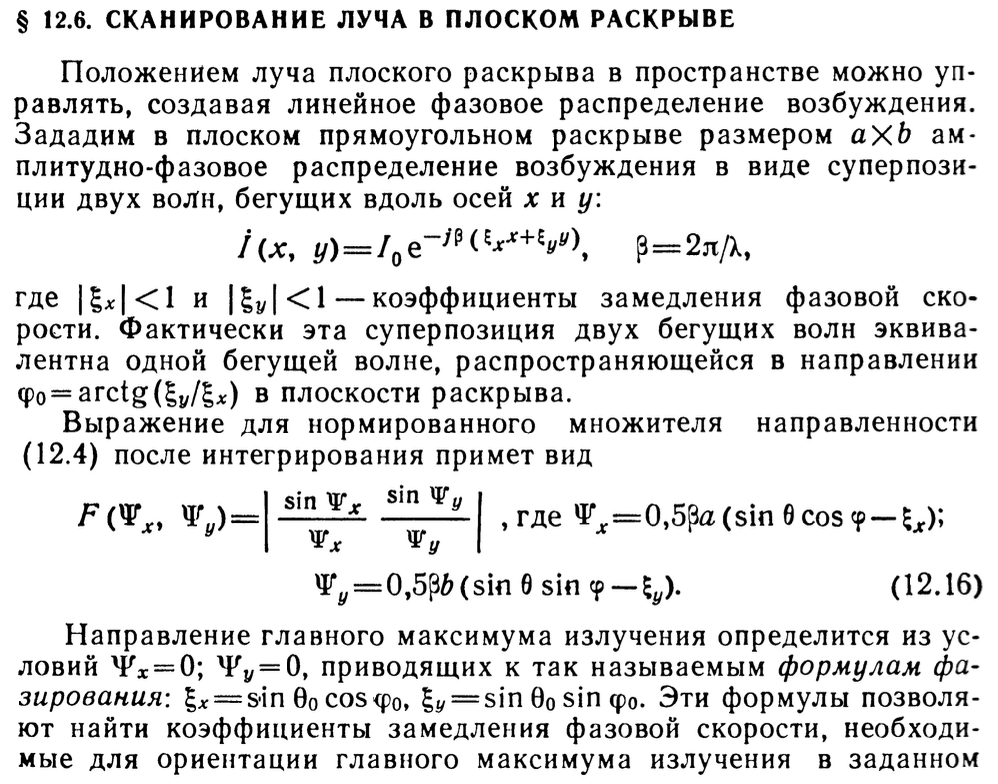 § 12.6. СКАНИРОВАНИЕ ЛУЧА В ПЛОСКОМ РАСКРЫВЕ
Положением луча плоского раскрыва в пространстве можно уп-
равлять, создавая линейное фазовое распределение возбуждения.
Зададим в плоском прямоугольном раскрыве размером a×b ам-
плитудно-фазовое распределение возбуждения в виде суперпози-
ции двух волн, бегущих вдоль осей x и y:
İ(x, y)=I₀e^{−jβ(ξₓx+ξ_y y)}, β=2π/λ,
где |ξₓ|<1 и |ξ_y|<1 — коэффициенты замедления фазовой ско-
рости. Фактически эта суперпозиция двух бегущих волн эквива-
лентна одной бегущей волне, распространяющейся в направлении
φ₀=arctg(ξ_y/ξₓ) в плоскости раскрыва.
Выражение для нормированного множителя направленности
(12.4) после интегрирования примет вид
F(Ψₓ, Ψ_y)=|sin Ψₓ/Ψₓ sin Ψ_y/Ψ_y|, где Ψₓ=0,5βa(sin θ cos φ−ξₓ);
Ψ_y=0,5βb(sin θ sin φ−ξ_y). (12.16)
Направление главного максимума излучения определится из ус-
ловий Ψₓ=0; Ψ_y=0, приводящих к так называемым формулам фа-
зирования: ξₓ=sin θ₀ cos φ₀, ξ_y=sin θ₀ sin φ₀. Эти формулы позволя-
ют найти коэффициенты замедления фазовой скорости, необходи-
мые для ориентации главного максимума излучения в заданном